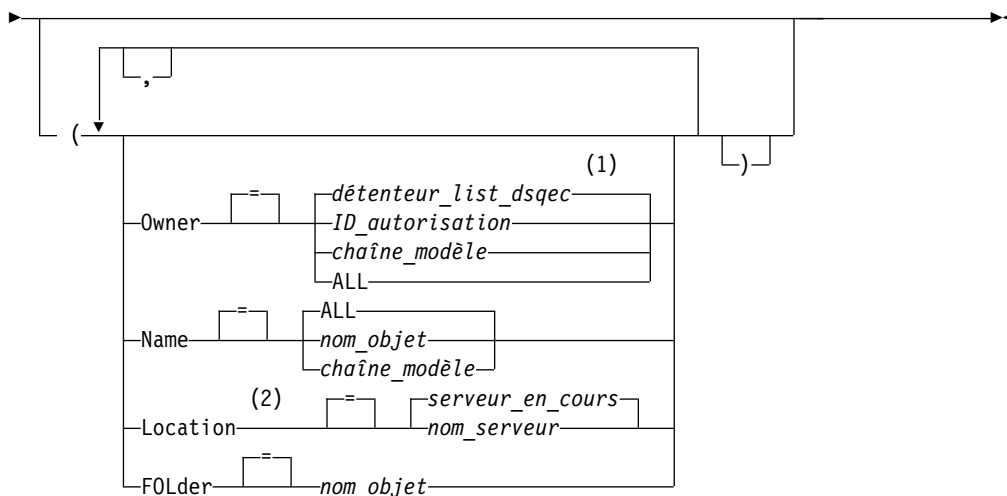 ,
(
)
(1)
Owner = détenteur_list_dsqec
ID_autorisation
chaîne_modèle
ALL
Name = ALL
nom_objet
chaîne_modèle
(2)
Location = serveur_en_cours
nom_serveur
FOLder = nom_objet